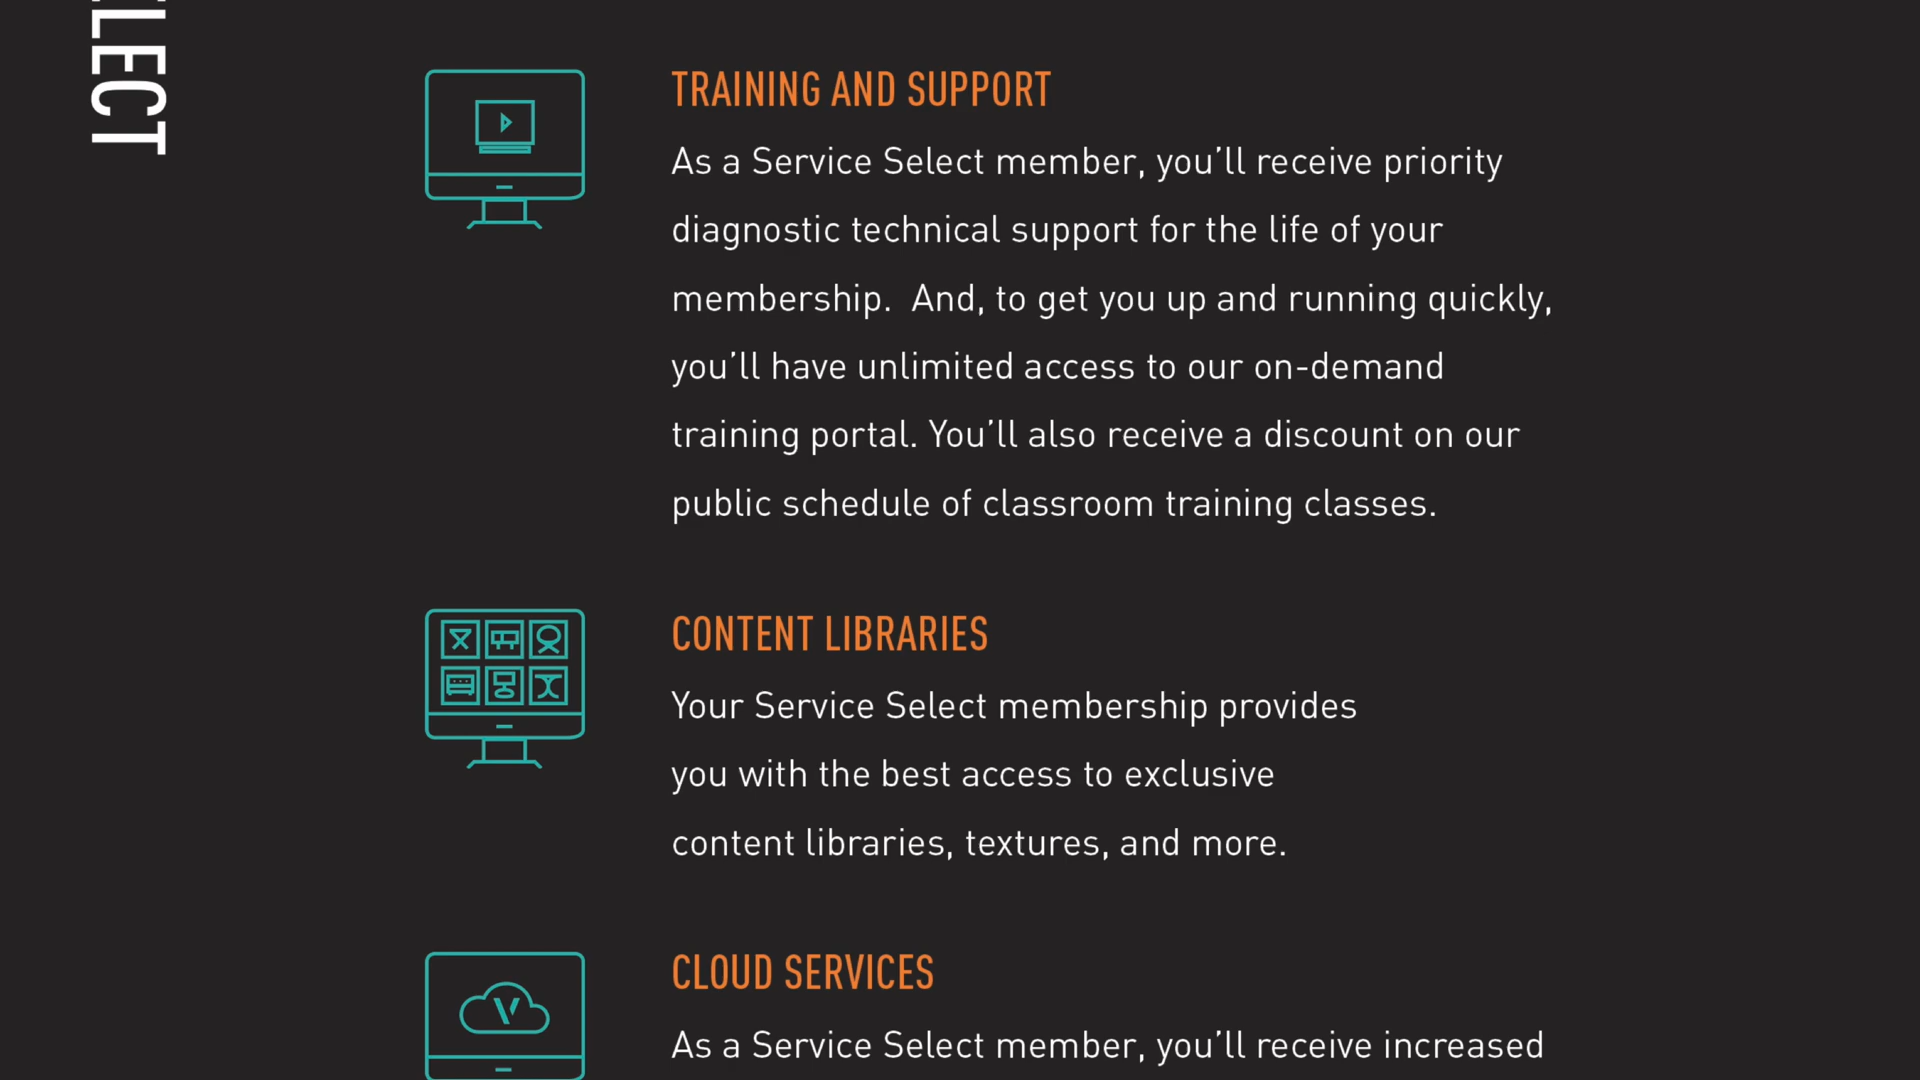 LECT
TRAINING AND SUPPORT
As a Service Select member, you’ll receive priority
diagnostic technical support for the life of your
membership.  And, to get you up and running quickly,
you’ll have unlimited access to our on-demand
training portal. You’ll also receive a discount on our
public schedule of classroom training classes.
CONTENT LIBRARIES
Your Service Select membership provides
you with the best access to exclusive
content libraries, textures, and more.
CLOUD SERVICES
As a Service Select member, you’ll receive increased